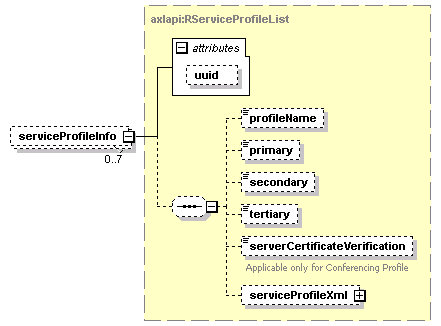 axlapi:RServiceProfileList
attributes
uuid
serviceProfileInfo
0..7
profileName
primary
secondary
tertiary
serverCertificateVerification
Applicable only for Conferencing Profile
serviceProfileXml